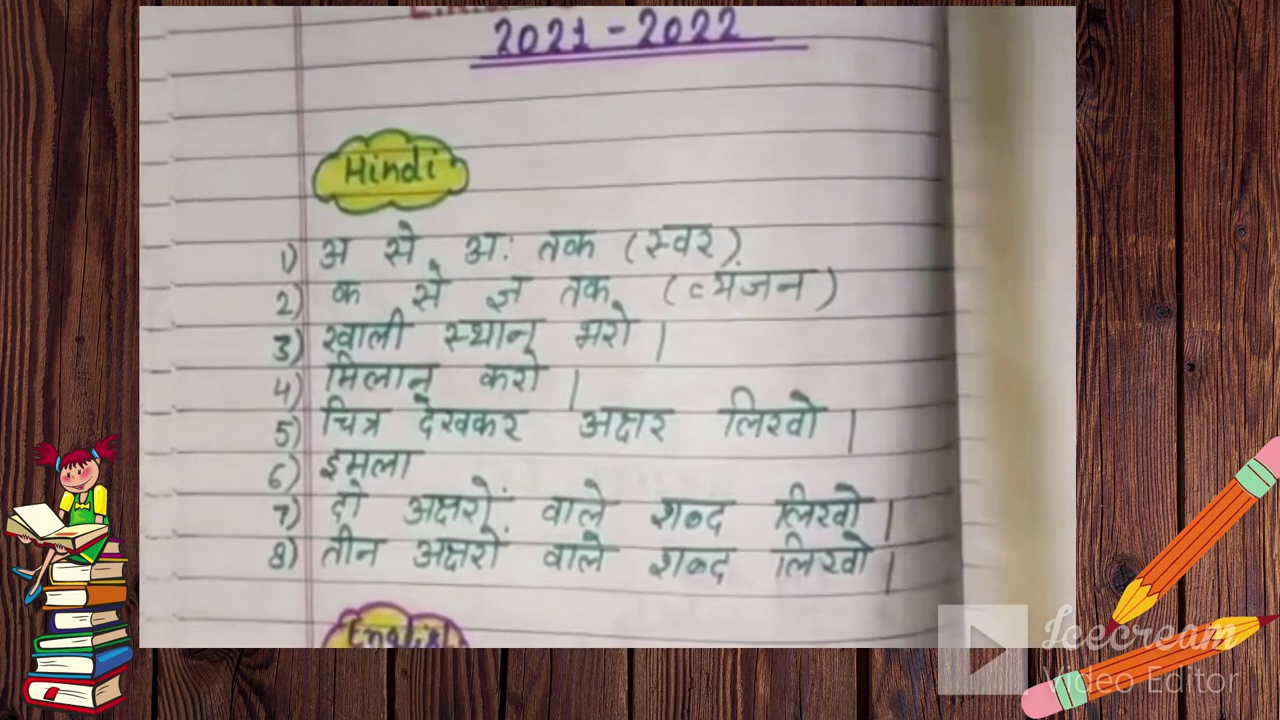 2021-2022
Hindi
1) अ से अः तक (स्वर)
2) क से ज्ञ तक (व्यंजन)
3) खाली स्थान भरो।
4) मिलान करो।
5) चित्र देखकर अक्षर लिखो।
6) इमला
7) दो अक्षरों वाले शब्द लिखो।
8) तीन अक्षरों वाले शब्द लिखो।
English
Icecream
Video Editor